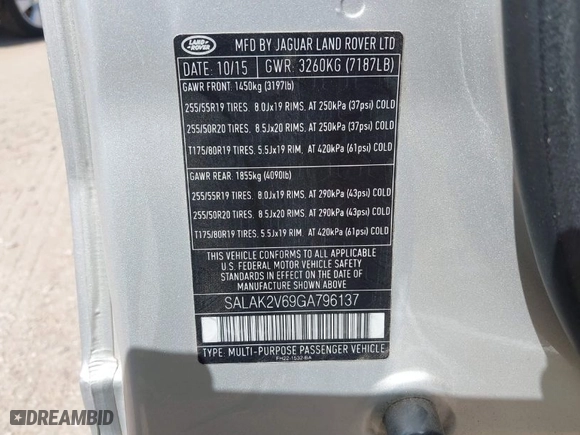 LAND ROVER
MFD BY JAGUAR LAND ROVER LTD
DATE: 10/15 GWR: 3260KG (7187LB)
GAWR FRONT: 1450kg (3197lb)
255/55R19 TIRES, 8.0Jx19 RIMS, AT 250kPa (37psi) COLD
255/50R20 TIRES, 8.5Jx20 RIMS, AT 250kPa (37psi) COLD
T175/80R19 TIRES, 5.5Jx19 RIM, AT 420kPa (61psi) COLD
GAWR REAR: 1855kg (4090lb)
255/55R19 TIRES, 8.0Jx19 RIMS, AT 290kPa (43psi) COLD
255/50R20 TIRES, 8.5Jx20 RIMS, AT 290kPa (43psi) COLD
T175/80R19 TIRES, 5.5Jx19 RIM, AT 420kPa (61psi) COLD
THIS VEHICLE CONFORMS TO ALL APPLICABLE
U.S. FEDERAL MOTOR VEHICLE SAFETY
STANDARDS IN EFFECT ON THE DATE OF
MANUFACTURE SHOWN ABOVE.
SALAK2V69GA796137
TYPE: MULTI-PURPOSE PASSENGER VEHICLE
FH22-1532-BA
DREAMBID